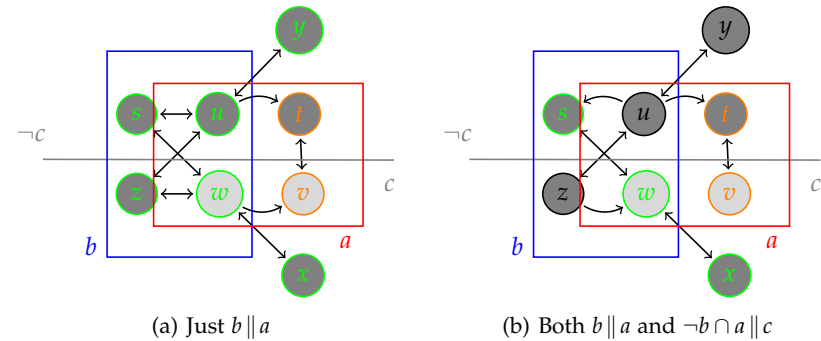 y y
s u t s u t
¬c ¬c
c c
z w v z w v
b a b a
x x
(a) Just b ∥ a (b) Both b ∥ a and ¬b ∩ a ∥ c